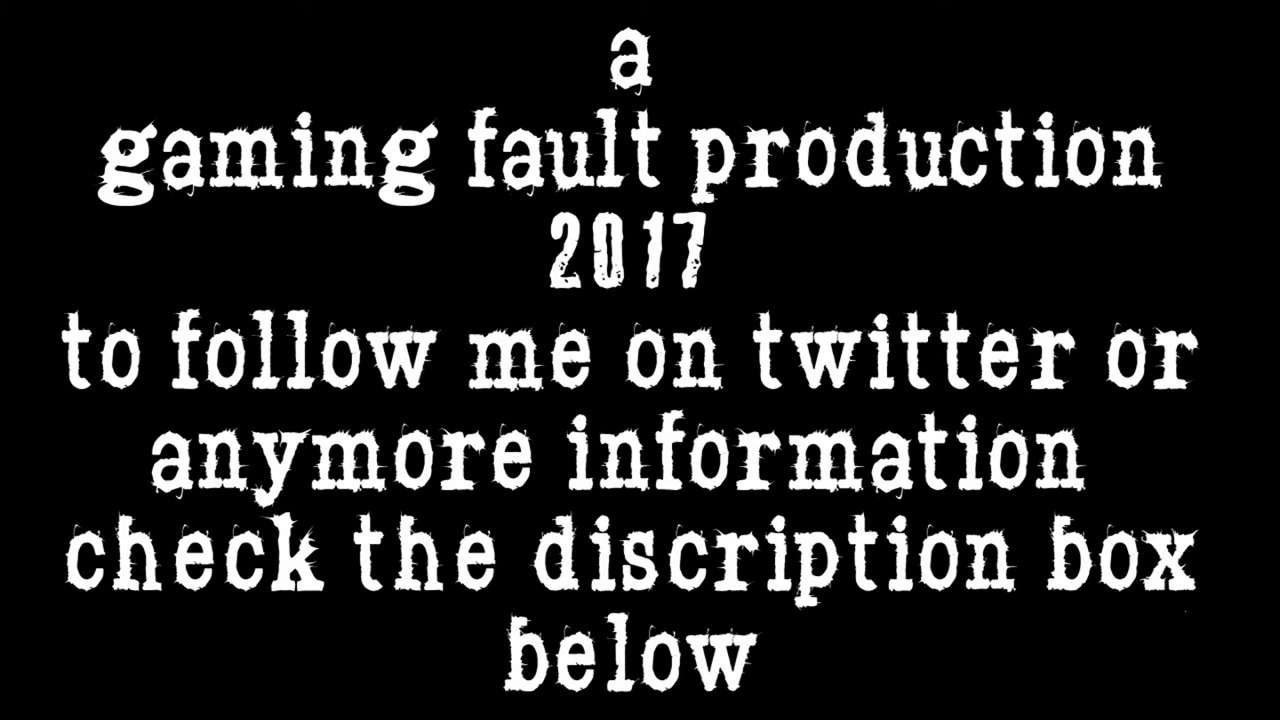 a
gaming fault production
2017
to follow me on twitter or
anymore information
check the discription box
below